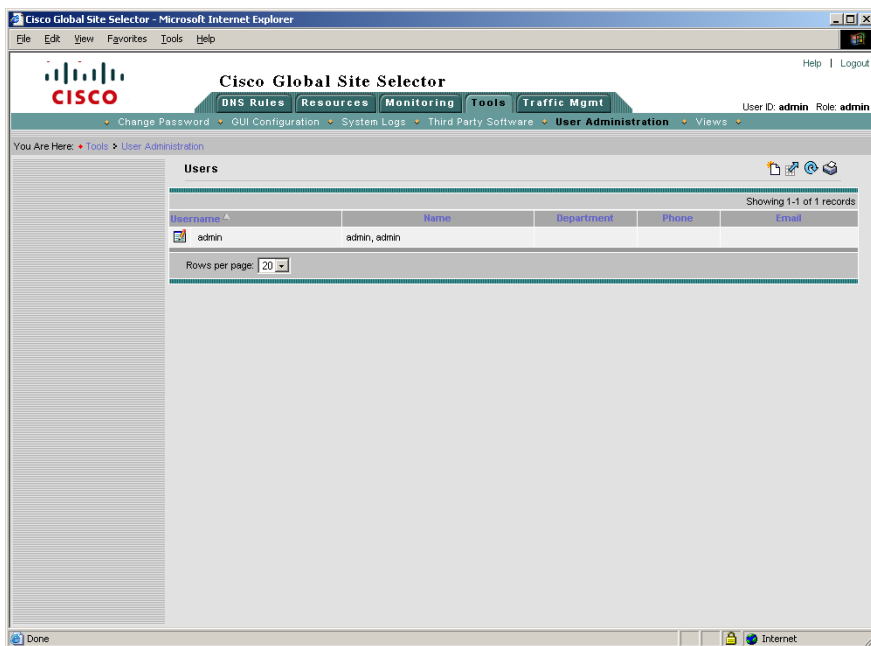 Cisco Global Site Selector - Microsoft Internet Explorer
File Edit View Favorites Tools Help
Help | Logout
CISCO
Cisco Global Site Selector
DNS Rules Resources Monitoring Tools Traffic Mgmt
User ID: admin Role: admin
Change Password GUI Configuration System Logs Third Party Software User Administration Views
You Are Here: Tools User Administration
Users
Showing 1-1 of 1 records
Username Name Department Phone Email
admin admin, admin
Rows per page: 20
Done Internet